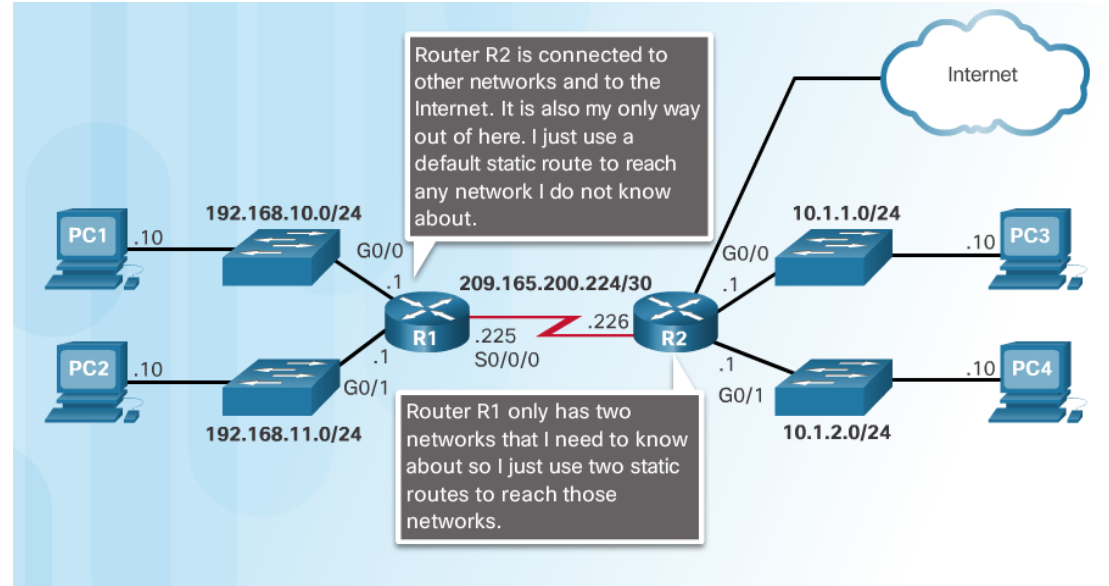 Router R2 is connected to
other networks and to the
Internet. It is also my only way
out of here. I just use a
default static route to reach
any network I do not know
about.
Internet
192.168.10.0/24
10.1.1.0/24
PC1
.10
G0/0
.1
G0/0
.1
.10
PC3
209.165.200.224/30
R1
.225
S0/0/0
.226
R2
PC2
.10
.1
G0/1
192.168.11.0/24
.1
G0/1
10.1.2.0/24
.10
PC4
Router R1 only has two
networks that I need to know
about so I just use two static
routes to reach those
networks.